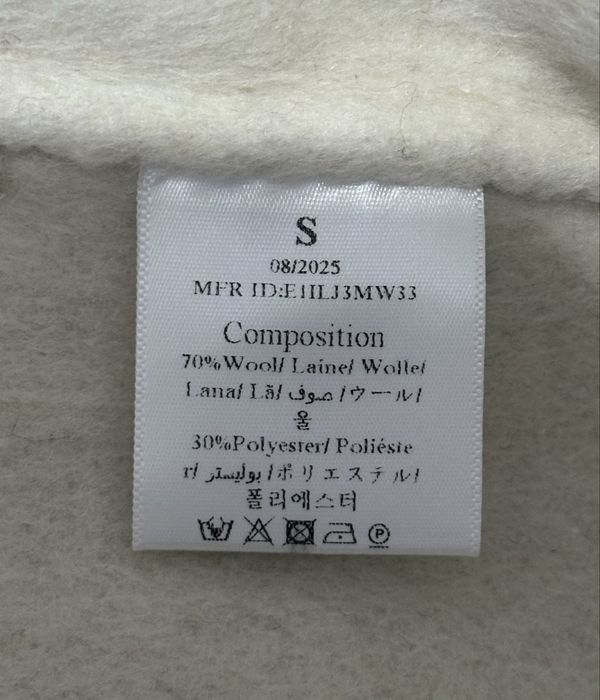 S
08/2025
MFR ID:E1HLJ3MW33
Composition
70%Wool/ Laine/ Wolle/
Lana/ Lã/ صوف /ウール/
울
30%Polyester/ Poliéste
r/ بوليستر /ポリエステル/
폴리에스터
P